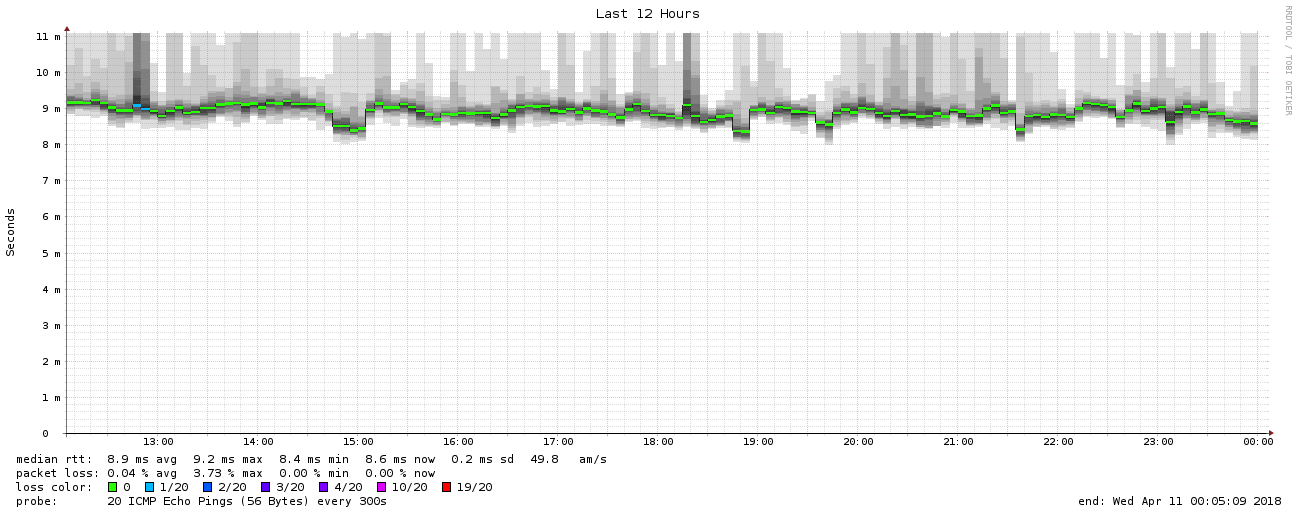 Last 12 Hours
RRDTOOL / TOBI OETIKER
11 m
10 m
9 m
8 m
7 m
6 m
5 m
4 m
3 m
2 m
1 m
0
Seconds
13:00 14:00 15:00 16:00 17:00 18:00 19:00 20:00 21:00 22:00 23:00 00:00
median rtt: 8.9 ms avg 9.2 ms max 8.4 ms min 8.6 ms now 0.2 ms sd 49.8 am/s
packet loss: 0.04 % avg 3.73 % max 0.00 % min 0.00 % now
loss color: 0 1/20 2/20 3/20 4/20 10/20 19/20
probe: 20 ICMP Echo Pings (56 Bytes) every 300s end: Wed Apr 11 00:05:09 2018